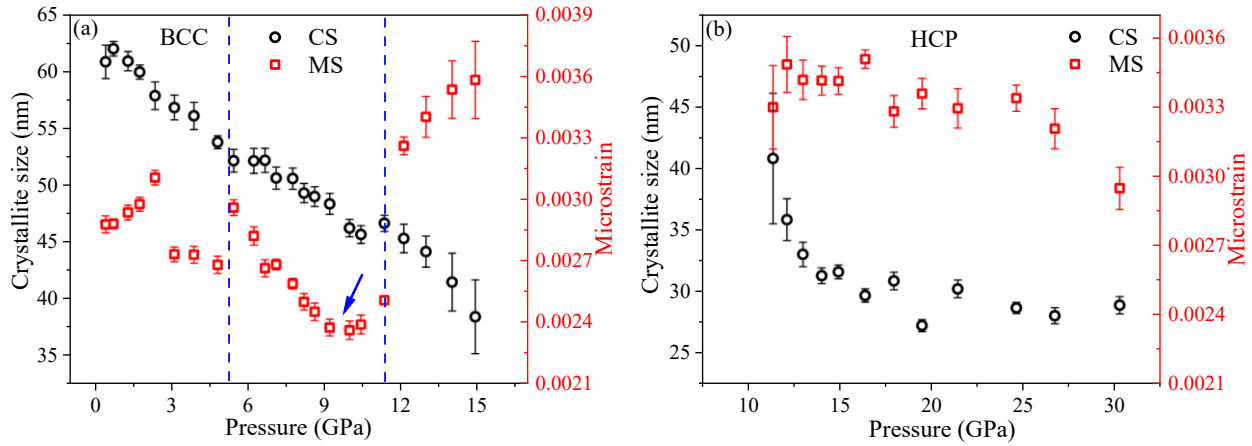 (a)
BCC
CS
MS
65
60
55
50
45
40
35
Crystallite size (nm)
0
3
6
9
12
15
Pressure (GPa)
0.0039
0.0036
0.0033
0.0030
0.0027
0.0024
0.0021
Microstrain
(b)
HCP
CS
MS
50
45
40
35
30
25
Crystallite size (nm)
10
15
20
25
30
Pressure (GPa)
0.0036
0.0033
0.0030
0.0027
0.0024
0.0021
Microstrain